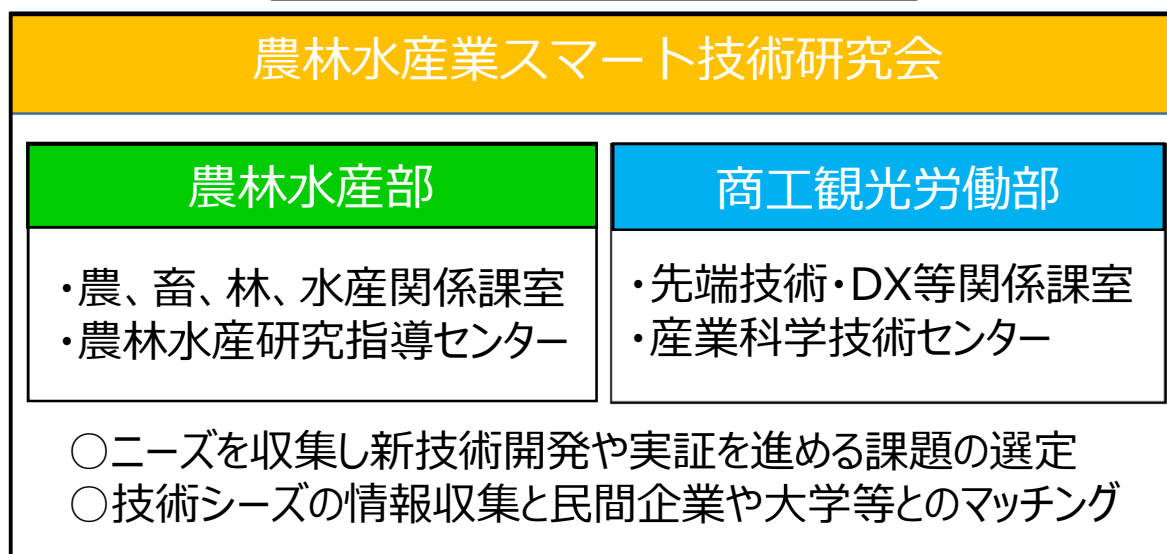 農林水産業スマート技術研究会
農林水産部
・農、畜、林、水産関係課室
・農林水産研究指導センター
商工観光労働部
・先端技術・DX等関係課室
・産業科学技術センター
○ニーズを収集し新技術開発や実証を進める課題の選定
○技術シーズの情報収集と民間企業や大学等とのマッチング